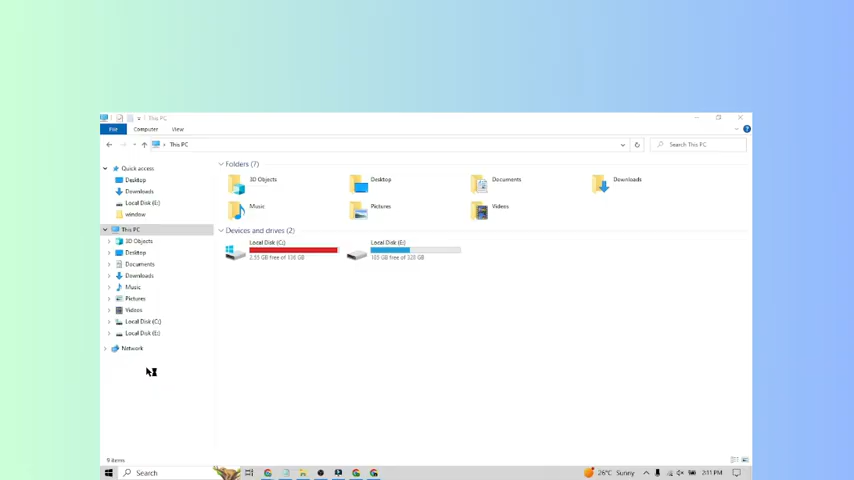 This PC
File Computer View
This PC
Search This PC
Quick access
Desktop
Downloads
Local Disk (E:)
window
This PC
3D Objects
Desktop
Documents
Downloads
Music
Pictures
Videos
Local Disk (C:)
Local Disk (E:)
Network
Folders (7)
3D Objects Desktop Documents Downloads
Music Pictures Videos
Devices and drives (2)
Local Disk (C:) Local Disk (E:)
2.55 GB free of 136 GB 105 GB free of 328 GB
9 items
Search
26°C Sunny
2:11 PM